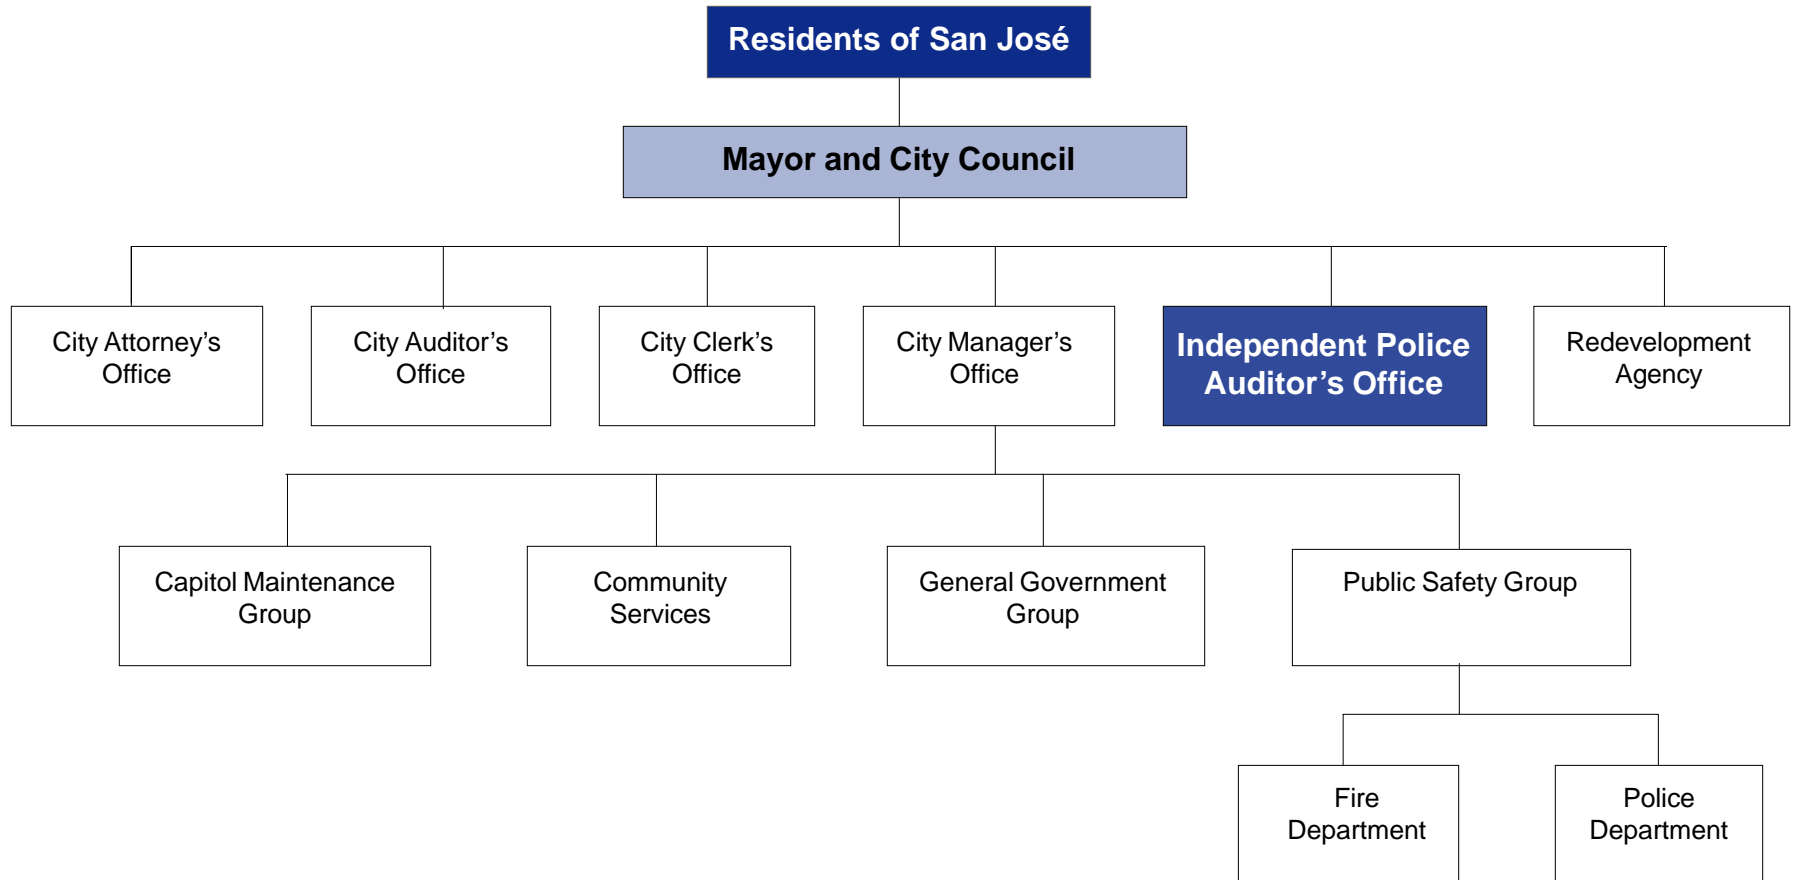 Residents of San José
Mayor and City Council
City Attorney’s
Office
City Auditor’s
Office
City Clerk’s
Office
City Manager’s
Office
Independent Police
Auditor’s Office
Redevelopment
Agency
Capitol Maintenance
Group
Community
Services
General Government
Group
Public Safety Group
Fire
Department
Police
Department